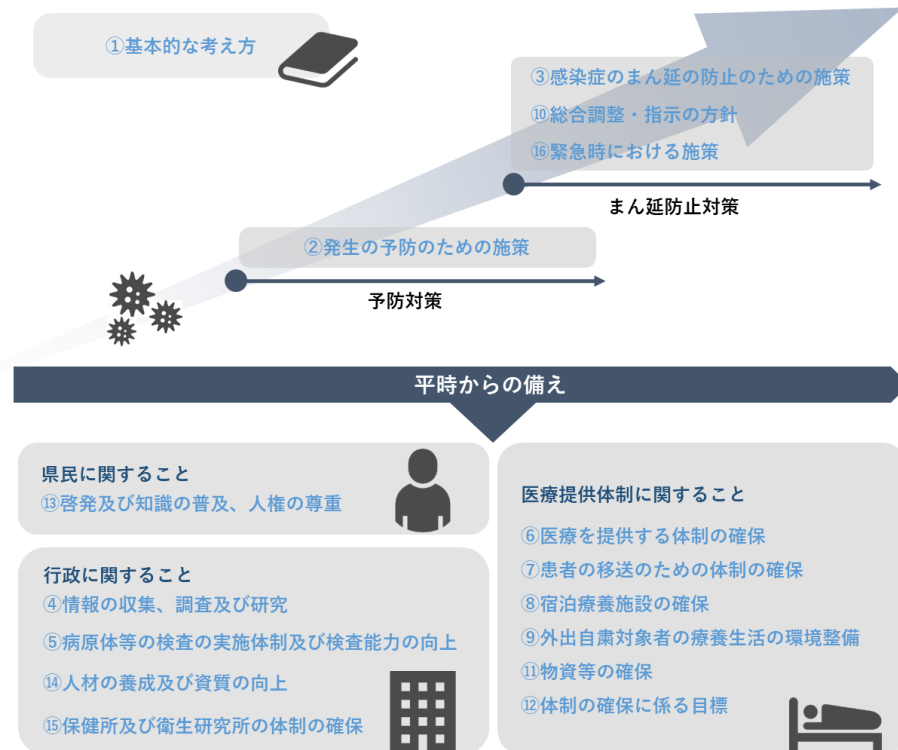 ①基本的な考え方
③感染症のまん延の防止のための施策
⑩総合調整・指示の方針
⑯緊急時における施策
まん延防止対策
②発生の予防のための施策
予防対策
平時からの備え
県民に関すること
⑬啓発及び知識の普及、人権の尊重
行政に関すること
④情報の収集、調査及び研究
⑤病原体等の検査の実施体制及び検査能力の向上
⑭人材の養成及び資質の向上
⑮保健所及び衛生研究所の体制の確保
医療提供体制に関すること
⑥医療を提供する体制の確保
⑦患者の移送のための体制の確保
⑧宿泊療養施設の確保
⑨外出自粛対象者の療養生活の環境整備
⑪物資等の確保
⑫体制の確保に係る目標